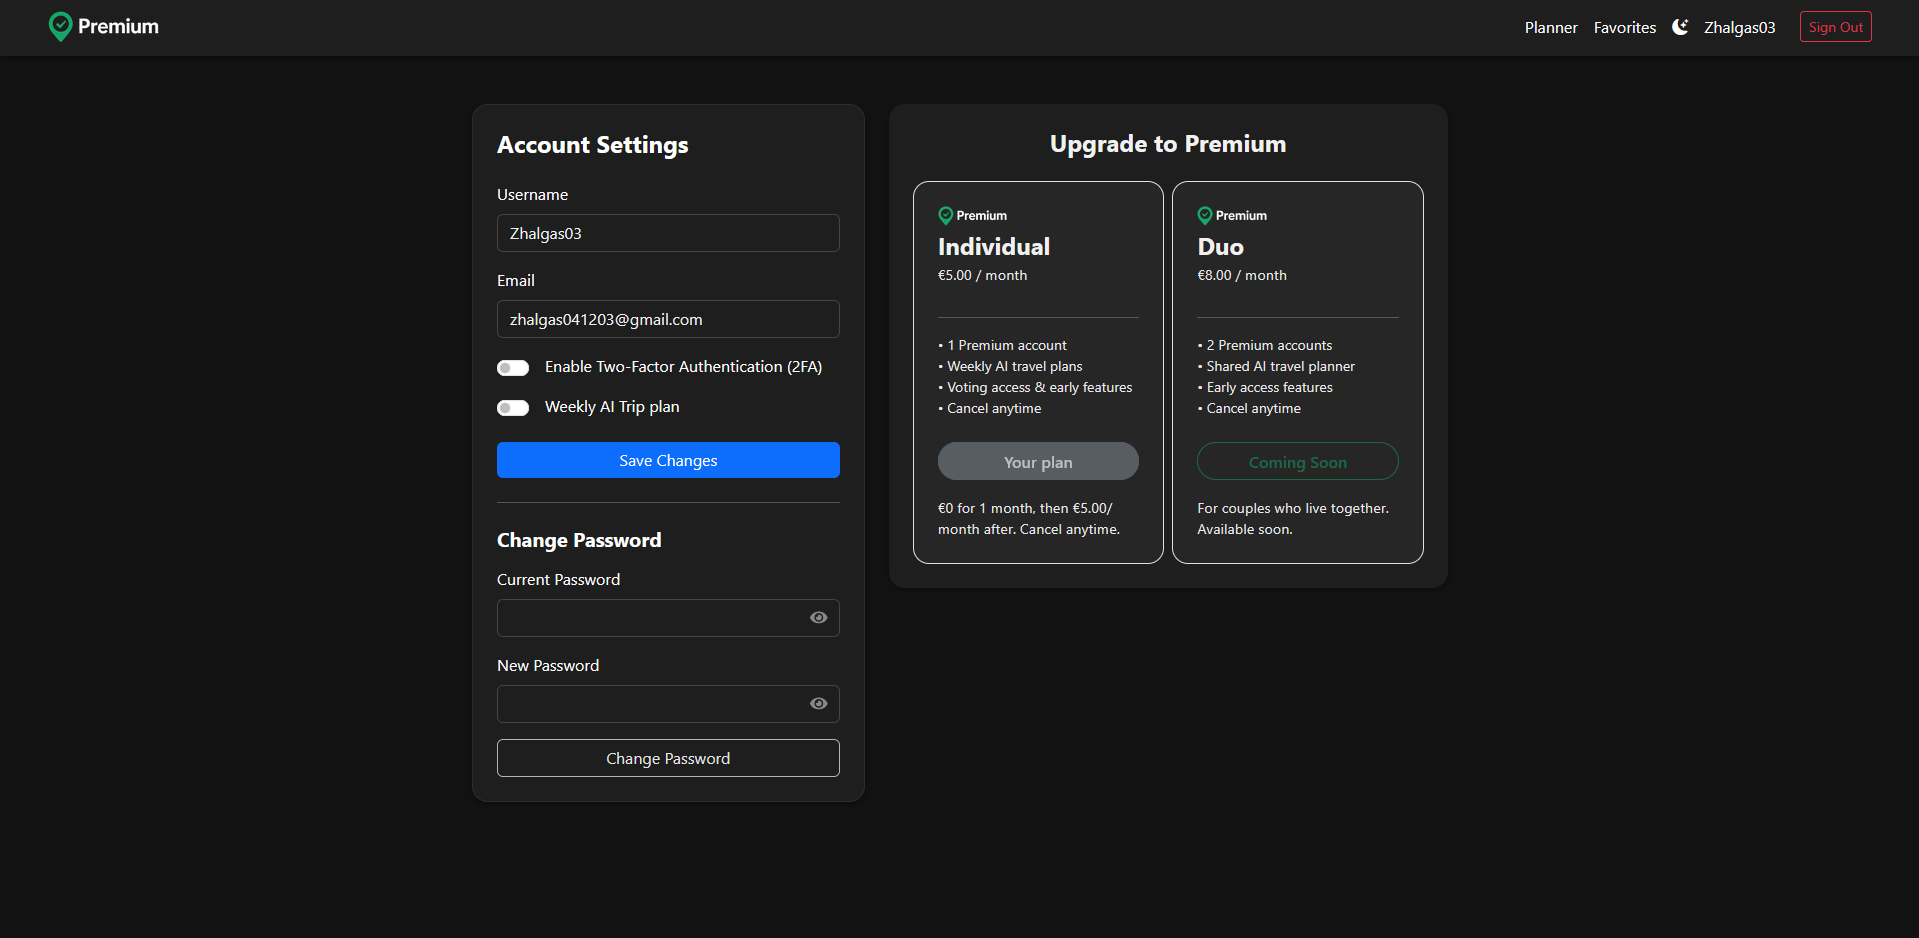 Premium
Planner Favorites Zhalgas03 Sign Out
Account Settings
Username
Zhalgas03
Email
zhalgas041203@gmail.com
Enable Two-Factor Authentication (2FA)
Weekly AI Trip plan
Save Changes
Change Password
Current Password
New Password
Change Password
Upgrade to Premium
Premium
Individual
€5.00 / month
• 1 Premium account
• Weekly AI travel plans
• Voting access & early features
• Cancel anytime
Your plan
€0 for 1 month, then €5.00/
month after. Cancel anytime.
Premium
Duo
€8.00 / month
• 2 Premium accounts
• Shared AI travel planner
• Early access features
• Cancel anytime
Coming Soon
For couples who live together.
Available soon.